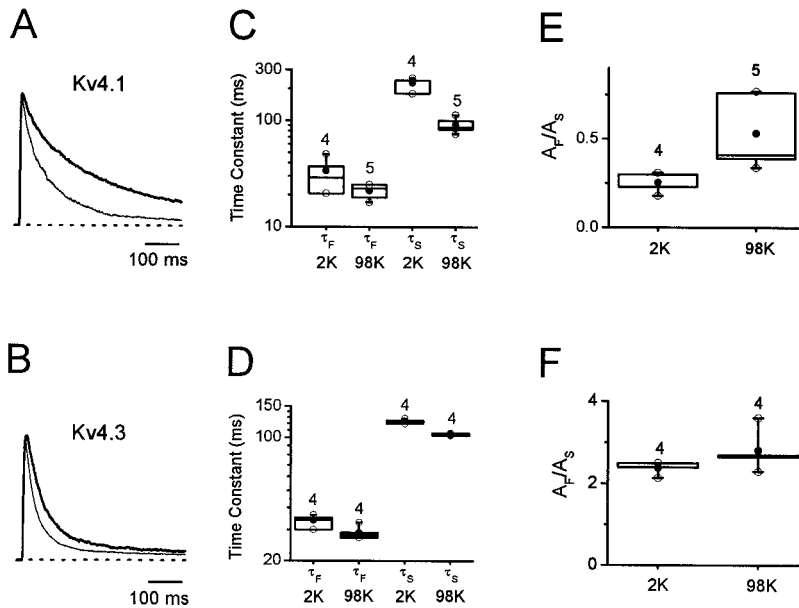 A
Kv4.1
100 ms
C
Time Constant (ms)
300
100
10
4
5
4
5
τF τF τS τS
2K 98K 2K 98K
E
AF/AS
0.5
0.0
4
5
2K 98K
B
Kv4.3
100 ms
D
Time Constant (ms)
150
100
20
4
4
4
4
τF τF τS τS
2K 98K 2K 98K
F
AF/AS
4
2
0
4
4
2K 98K